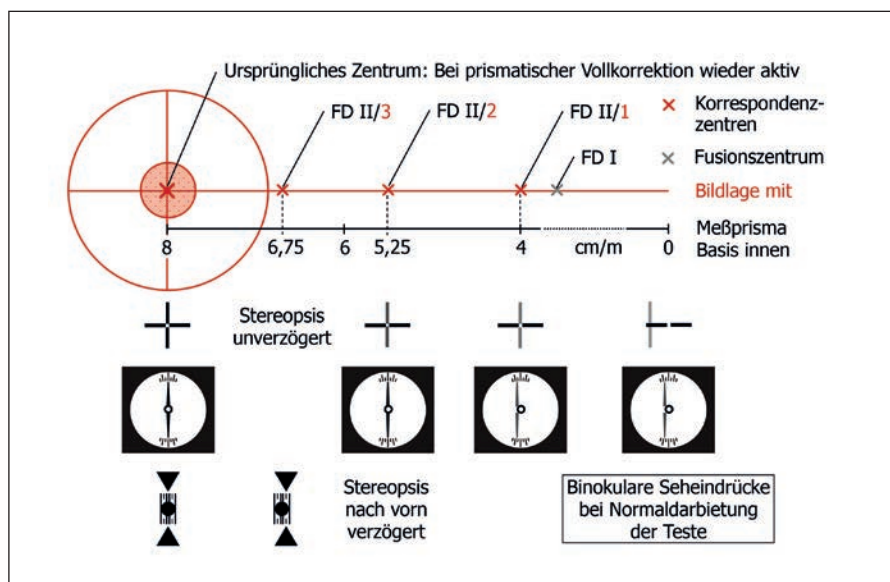 Ursprüngliches Zentrum: Bei prismatischer Vollkorrektion wieder aktiv
FD II/3
FD II/2
FD II/1
FD I
Korrespondenz-
zentren
Fusionszentrum
Bildlage mit
Meßprisma
Basis innen
8
6,75
6
5,25
4
cm/m
0
Stereopsis
unverzögert
Stereopsis
nach vorn
verzögert
Binokulare Seheindrücke
bei Normaldarbietung
der Teste